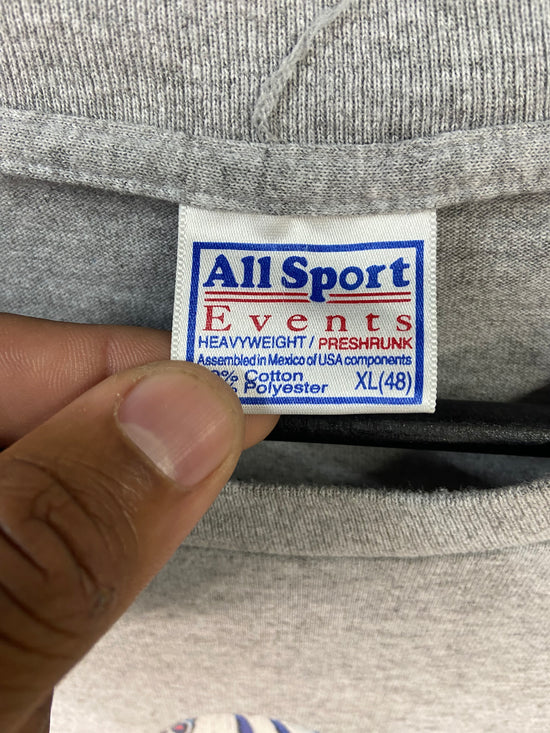 All Sport
Events
HEAVYWEIGHT / PRESHRUNK
Assembled in Mexico of USA components
% Cotton
Polyester XL(48)